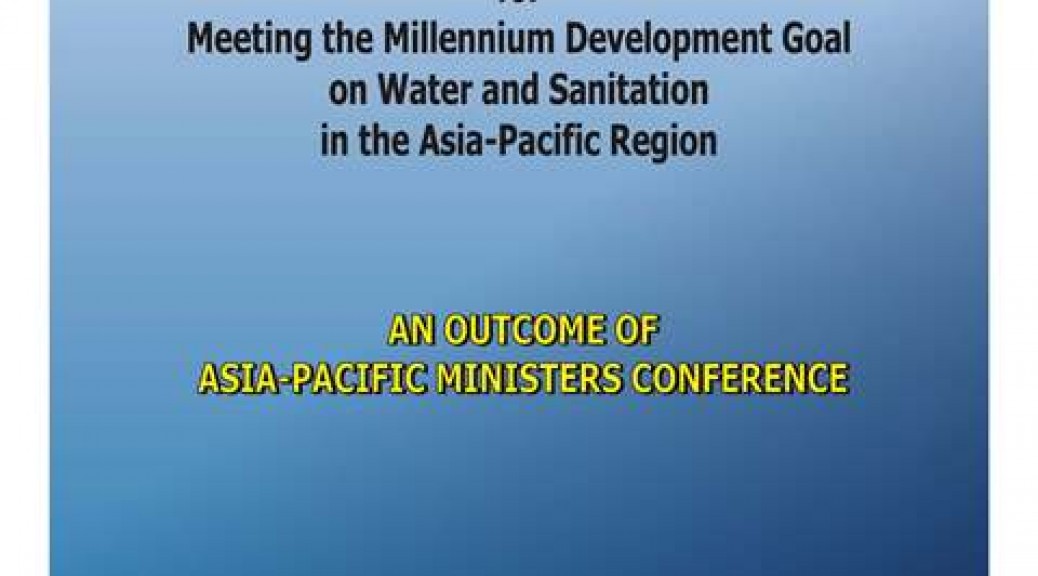 Meeting the Millennium Development Goal
on Water and Sanitation
in the Asia-Pacific Region
AN OUTCOME OF
ASIA-PACIFIC MINISTERS CONFERENCE